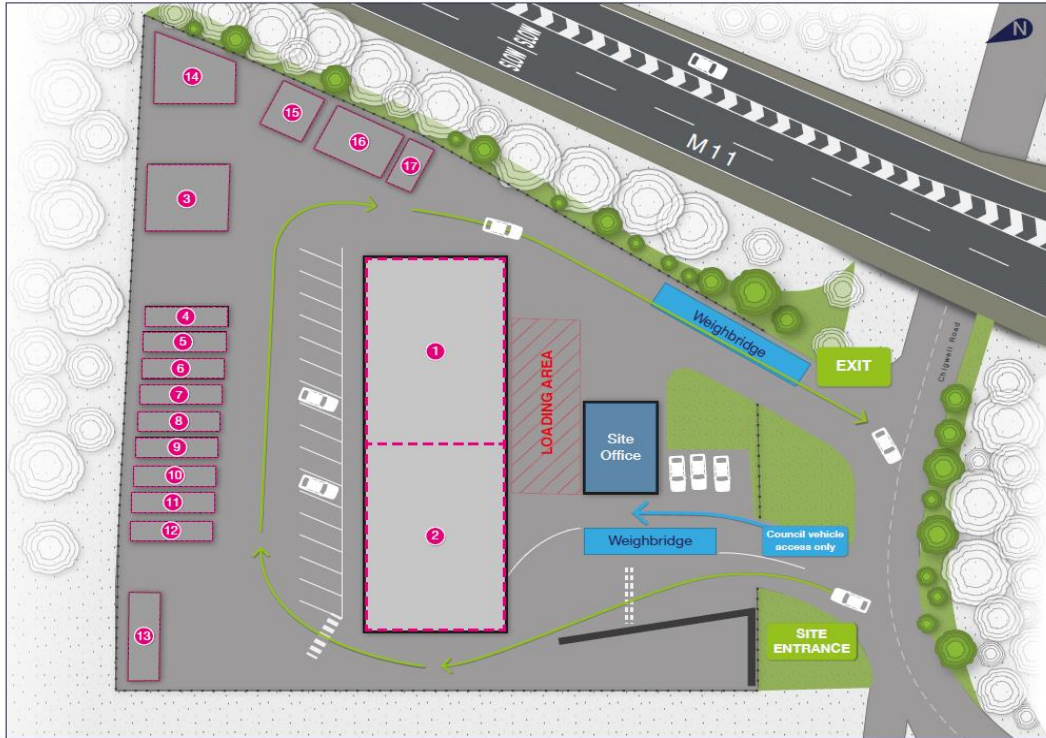 N
SLOW SLOW
M11
14
15
16
17
3
4
5
6
7
8
9
10
11
12
13
1
2
LOADING AREA
Weighbridge
EXIT
Chigwell Road
Site
Office
Weighbridge
Council vehicle
access only
SITE
ENTRANCE